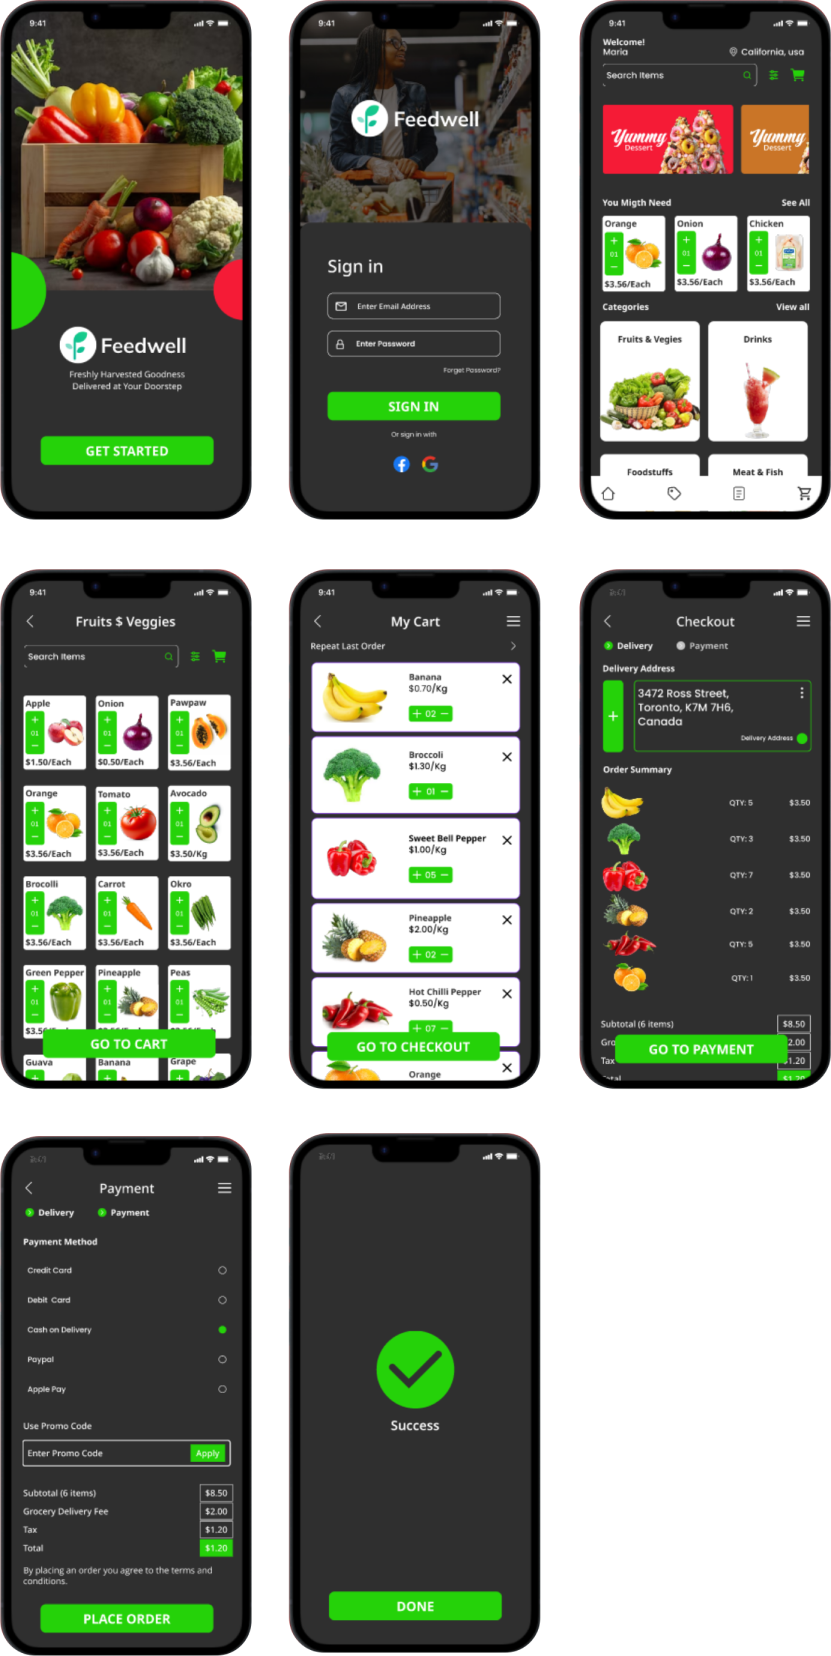 9:41
Feedwell
Freshly Harvested Goodness
Delivered at Your Doorstep
GET STARTED
9:41
Feedwell
Sign in
Enter Email Address
Enter Password
Forget Password?
SIGN IN
Or sign in with
9:41
Welcome!
Maria
California, usa
Search Items
Yummy
Dessert
Yummy
Dessert
You Migth Need
See All
Orange
01
$3.56/Each
Onion
01
$3.56/Each
Chicken
01
$3.56/Each
Categories
View all
Fruits & Vegies
Drinks
Foodstuffs
Meat & Fish
9:41
Fruits $ Veggies
Search Items
Apple
01
$1.50/Each
Onion
01
$0.50/Each
Pawpaw
01
$3.56/Each
Orange
01
$3.56/Each
Tomato
01
$3.56/Each
Avocado
01
$3.50/Kg
Brocolli
01
$3.56/Each
Carrot
01
$3.56/Each
Okro
01
$3.56/Each
Green Pepper
01
Pineapple
01
Peas
01
GO TO CART
Guava
Banana
Grape
9:41
My Cart
Repeat Last Order
Banana
$0.70/Kg
+ 02 −
Broccoli
$1.30/Kg
+ 01 −
Sweet Bell Pepper
$1.00/Kg
+ 05 −
Pineapple
$2.00/Kg
+ 02 −
Hot Chilli Pepper
$0.50/Kg
+ 07 −
GO TO CHECKOUT
Orange
Checkout
Delivery
Payment
Delivery Address
3472 Ross Street,
Toronto, K7M 7H6,
Canada
Delivery Address
Order Summary
QTY: 5 $3.50
QTY: 3 $3.50
QTY: 7 $3.50
QTY: 2 $3.50
QTY: 5 $3.50
QTY: 1 $3.50
Subtotal (6 items) $8.50
Gro 2.00
Tax $1.20
GO TO PAYMENT
Total $1.20
Payment
Delivery
Payment
Payment Method
Credit Card
Debit Card
Cash on Delivery
Paypal
Apple Pay
Use Promo Code
Enter Promo Code
Apply
Subtotal (6 items) $8.50
Grocery Delivery Fee $2.00
Tax $1.20
Total $1.20
By placing an order you agree to the terms and
conditions.
PLACE ORDER
Success
DONE